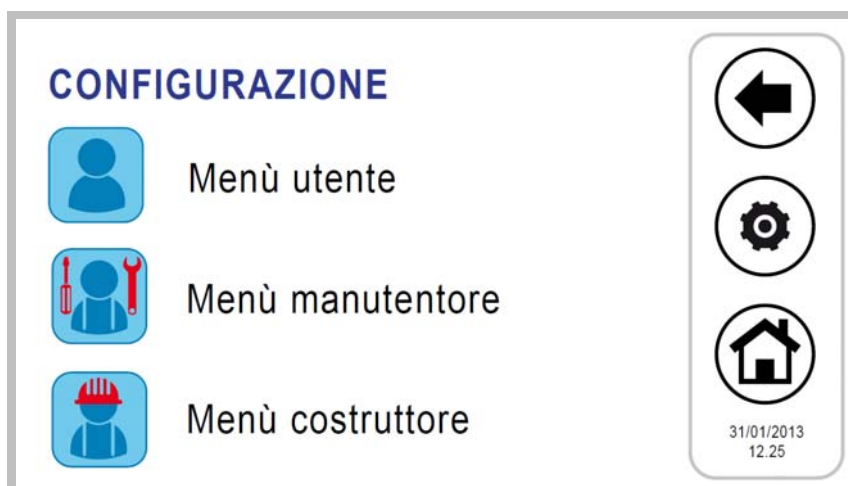 CONFIGURAZIONE
Menù utente
Menù manutentore
Menù costruttore
31/01/2013
12.25